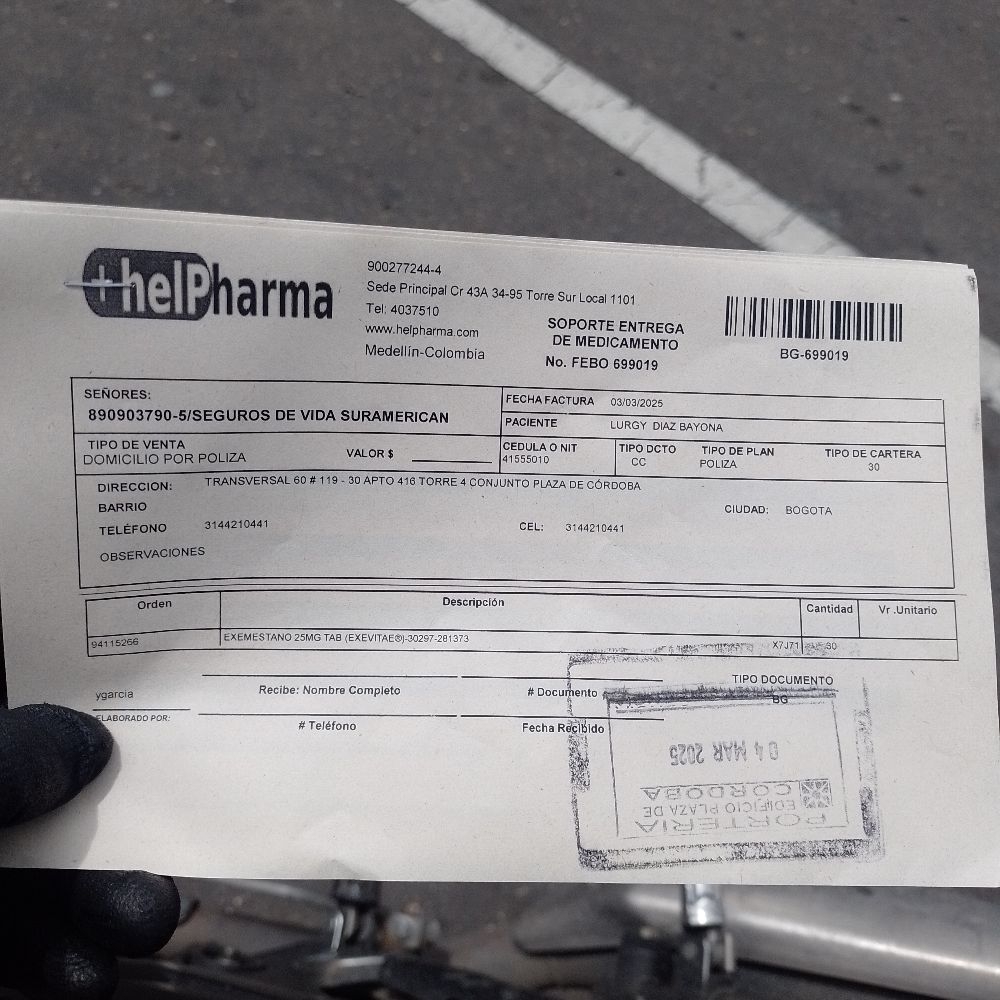 +helPharma
900277244-4
Sede Principal Cr 43A 34-95 Torre Sur Local 1101
Tel: 4037510
www.helpharma.com
Medellín-Colombia
SOPORTE ENTREGA
DE MEDICAMENTO
No. FEBO 699019
BG-699019
SEÑORES:
890903790-5/SEGUROS DE VIDA SURAMERICAN
FECHA FACTURA 03/03/2025
PACIENTE LURGY DIAZ BAYONA
TIPO DE VENTA
DOMICILIO POR POLIZA
VALOR $
CEDULA O NIT
41555010
TIPO DCTO
CC
TIPO DE PLAN
POLIZA
TIPO DE CARTERA
30
DIRECCION: TRANSVERSAL 60 # 119 - 30 APTO 416 TORRE 4 CONJUNTO PLAZA DE CÓRDOBA
BARRIO
CIUDAD: BOGOTA
TELÉFONO 3144210441
CEL: 3144210441
OBSERVACIONES
Orden Descripción Cantidad Vr .Unitario
94115266 EXEMESTANO 25MG TAB (EXEVITAE®)-30297-281373 X7J71 30
ygarcia
ELABORADO POR:
Recibe: Nombre Completo
# Documento
TIPO DOCUMENTO
BG
# Teléfono
Fecha Recibido
04 MAR 2025
PORTERIA
EDIFICIO PLAZA DE
CORDOBA